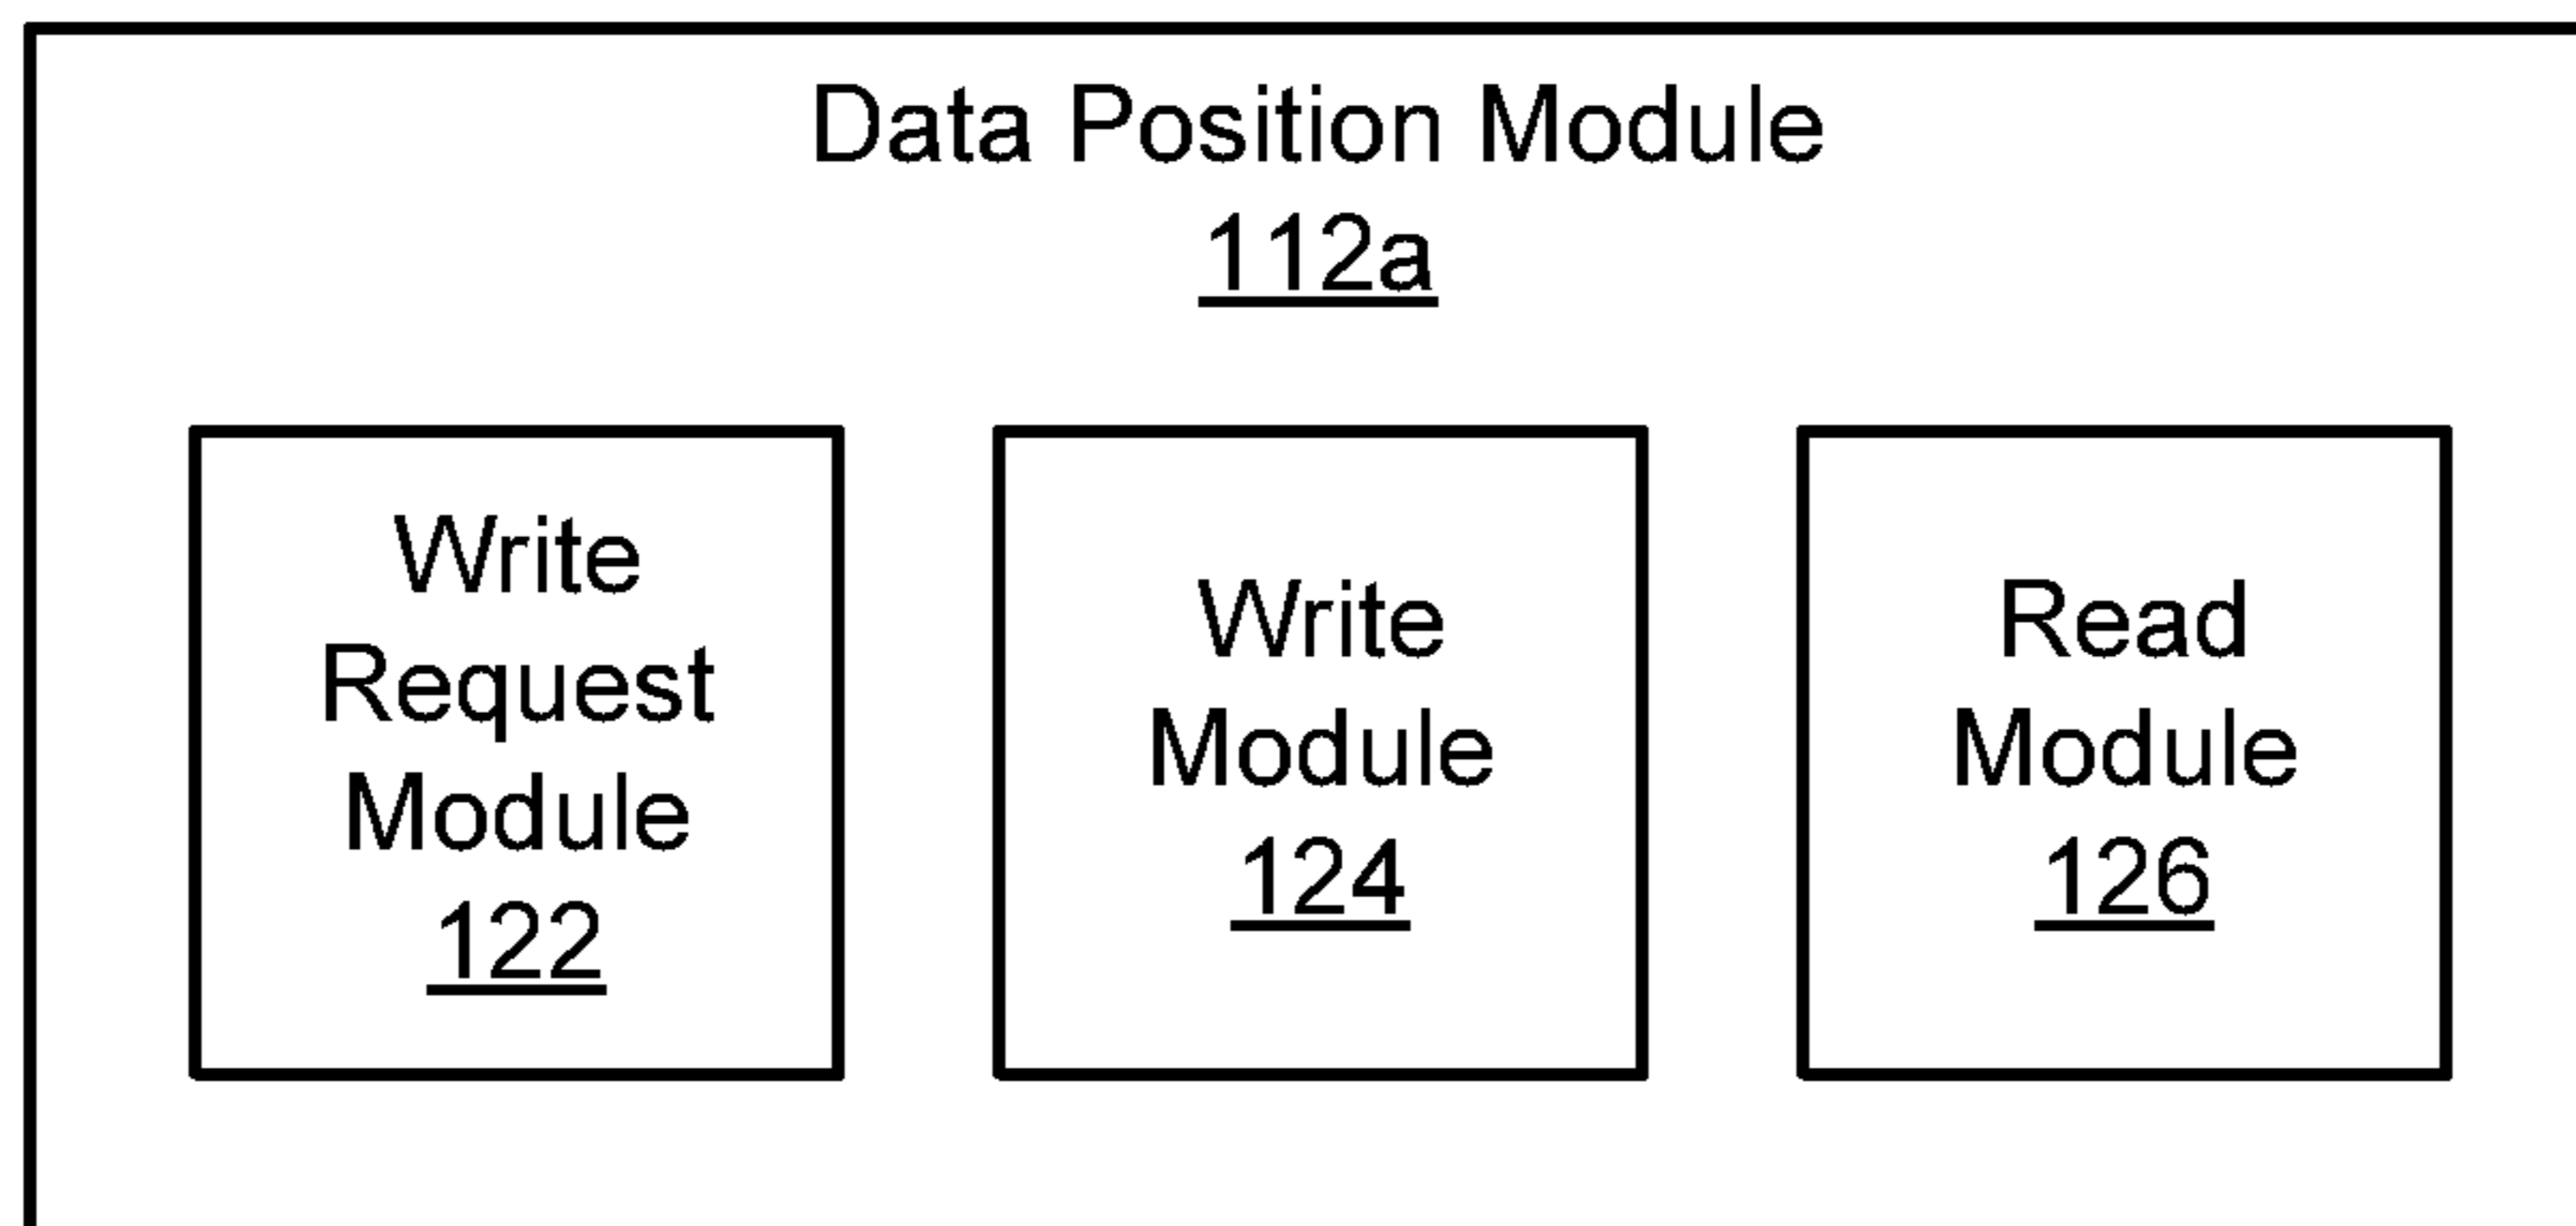 Data Position Module
112a
Write
Request
Module
122
Write
Module
124
Read
Module
126